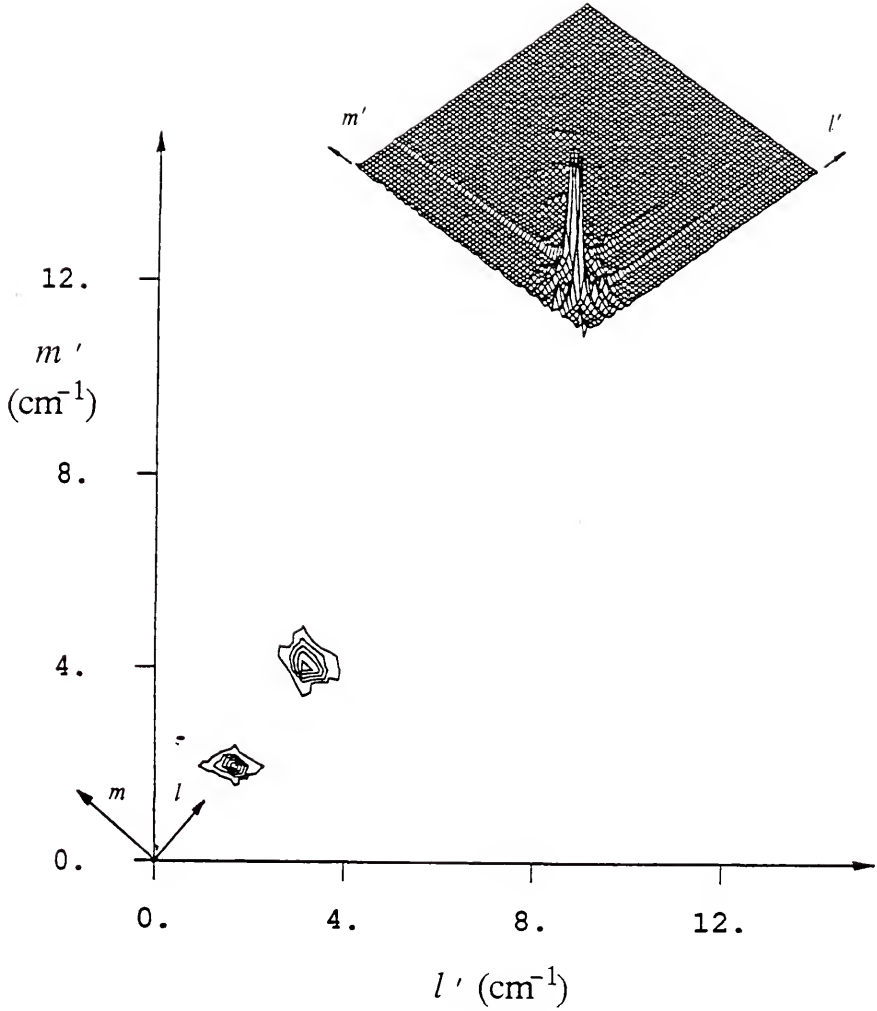 m'
l'
12.
m '
(cm⁻¹)
8.
4.
m
l
0.
0.
4.
8.
12.
l ' (cm⁻¹)